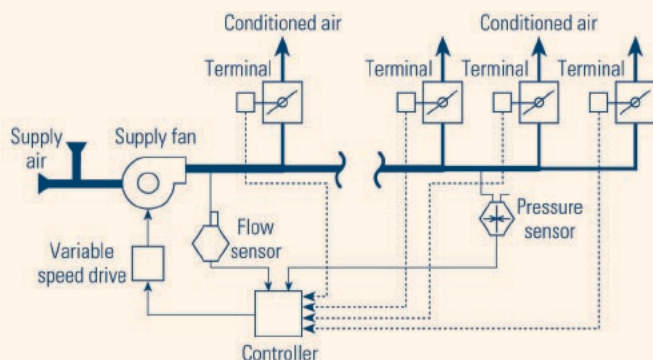 Conditioned air
Conditioned air
Terminal
Terminal
Terminal
Terminal
Supply
air
Supply fan
Flow
sensor
Pressure
sensor
Variable
speed drive
Controller